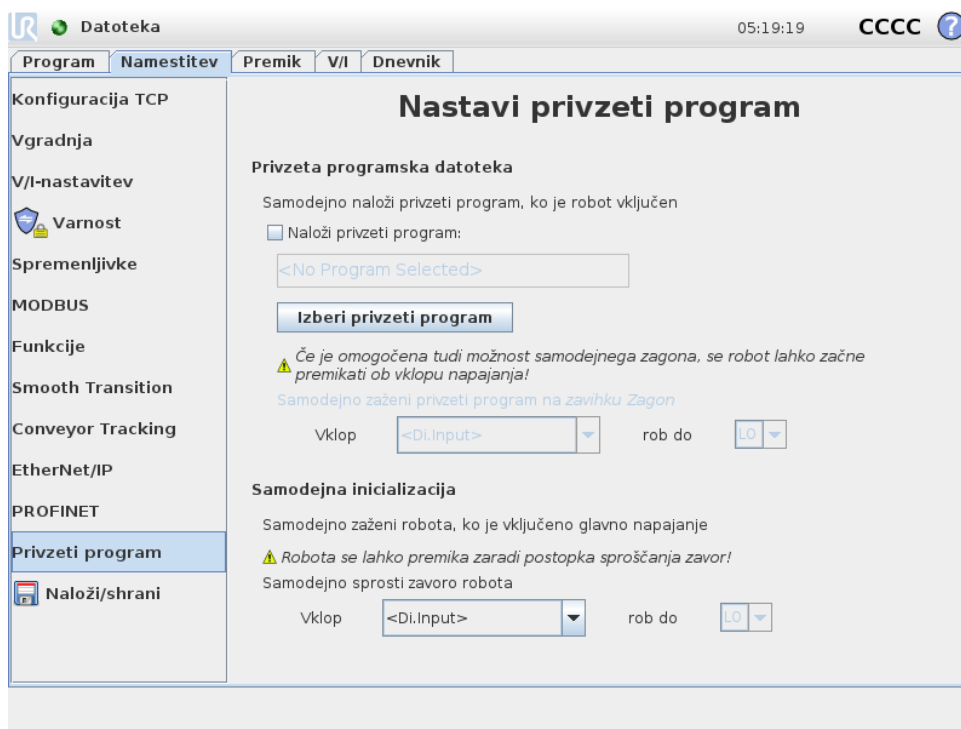 UR Datoteka 05:19:19 CCCC ?
Program Namestitev Premik V/I Dnevnik
Konfiguracija TCP
Vgradnja
V/I-nastavitev
Varnost
Spremenljivke
MODBUS
Funkcije
Smooth Transition
Conveyor Tracking
EtherNet/IP
PROFINET
Privzeti program
Naloži/shrani
Nastavi privzeti program
Privzeta programska datoteka
Samodejno naloži privzeti program, ko je robot vključen
Naloži privzeti program:
<No Program Selected>
Izberi privzeti program
Če je omogočena tudi možnost samodejnega zagona, se robot lahko začne
premikati ob vklopu napajanja!
Samodejno zaženi privzeti program na zavihku Zagon
Vklop <Di.Input> rob do LO
Samodejna inicializacija
Samodejno zaženi robota, ko je vključeno glavno napajanje
Robota se lahko premika zaradi postopka sproščanja zavor!
Samodejno sprosti zavoro robota
Vklop <Di.Input> rob do LO